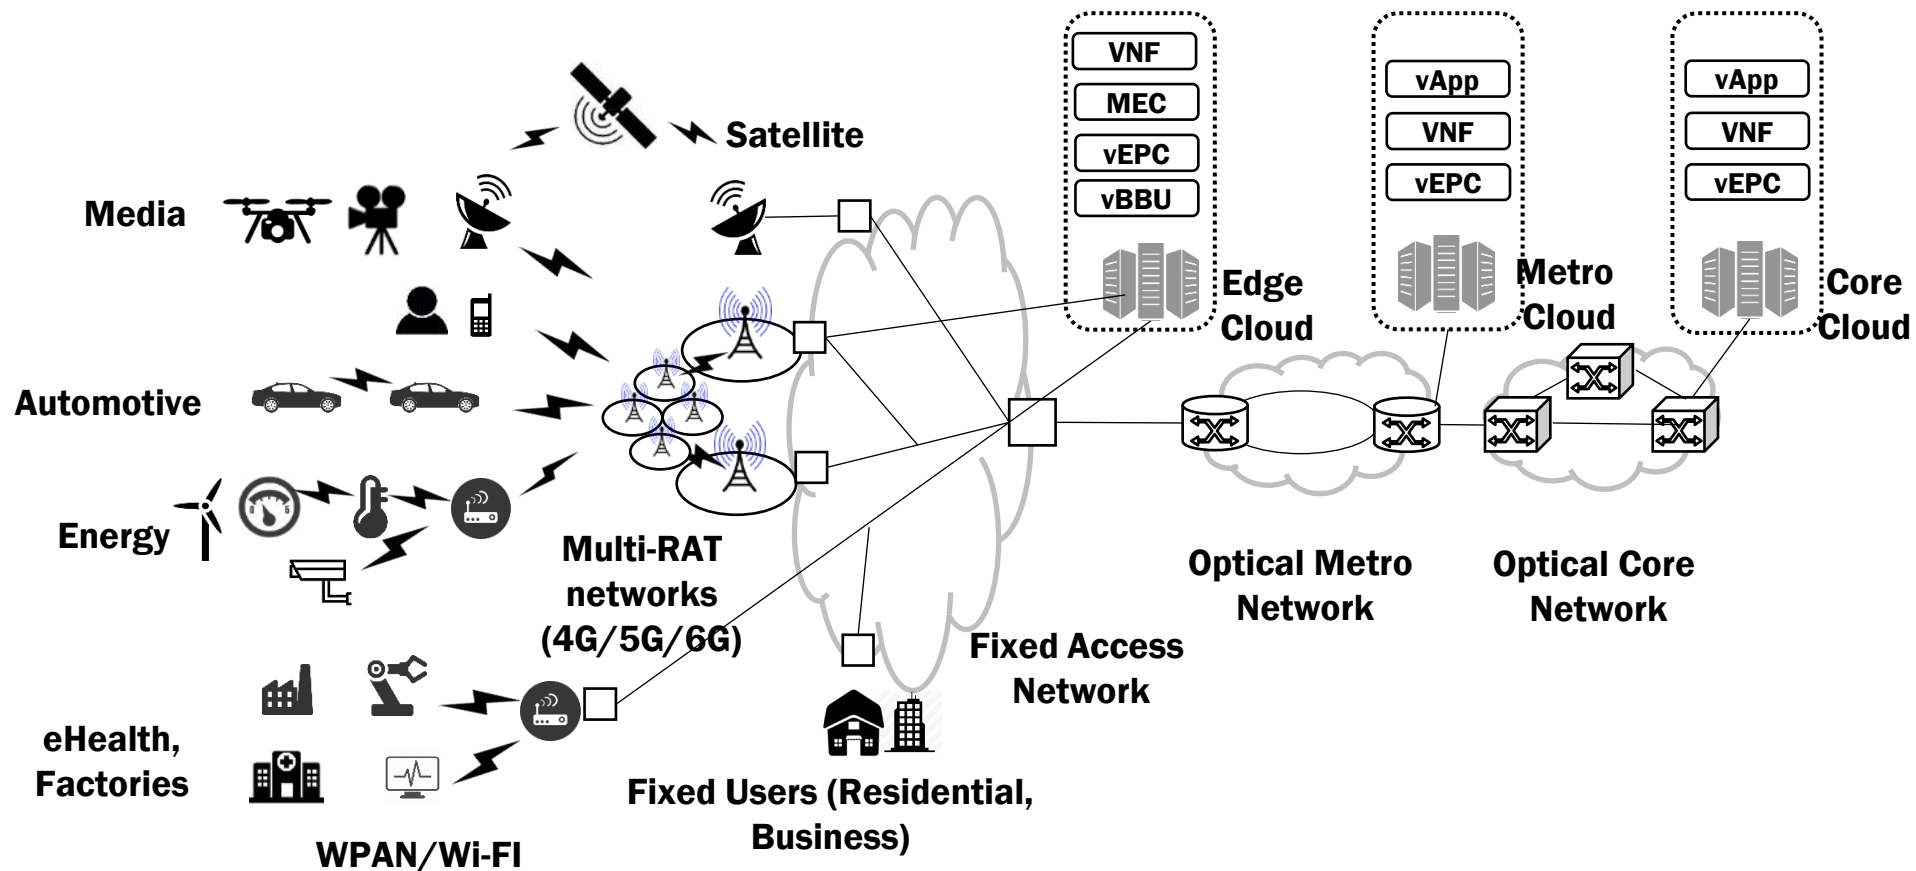 VNF
MEC
vEPC
vBBU
vApp
VNF
vEPC
vApp
VNF
vEPC
Satellite
Media
Edge
Cloud
Metro
Cloud
Core
Cloud
Automotive
Energy
Multi-RAT
networks
(4G/5G/6G)
Optical Metro
Network
Optical Core
Network
Fixed Access
Network
eHealth,
Factories
Fixed Users (Residential,
Business)
WPAN/Wi-FI